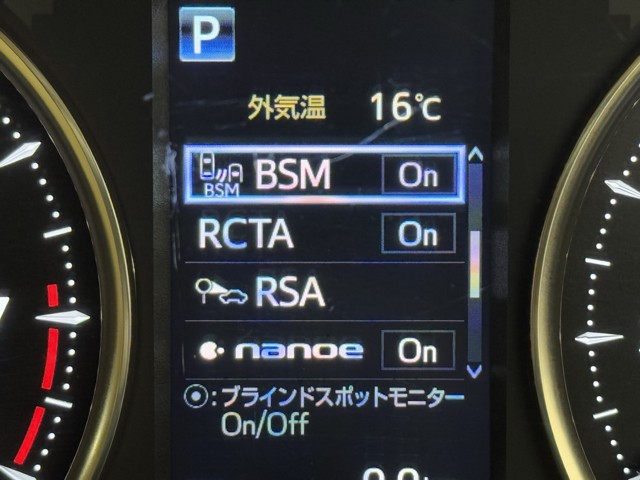 P
外気温 16℃
BSM BSM On
RCTA On
RSA
nanoe On
⦿:ブラインドスポットモニター
On/Off